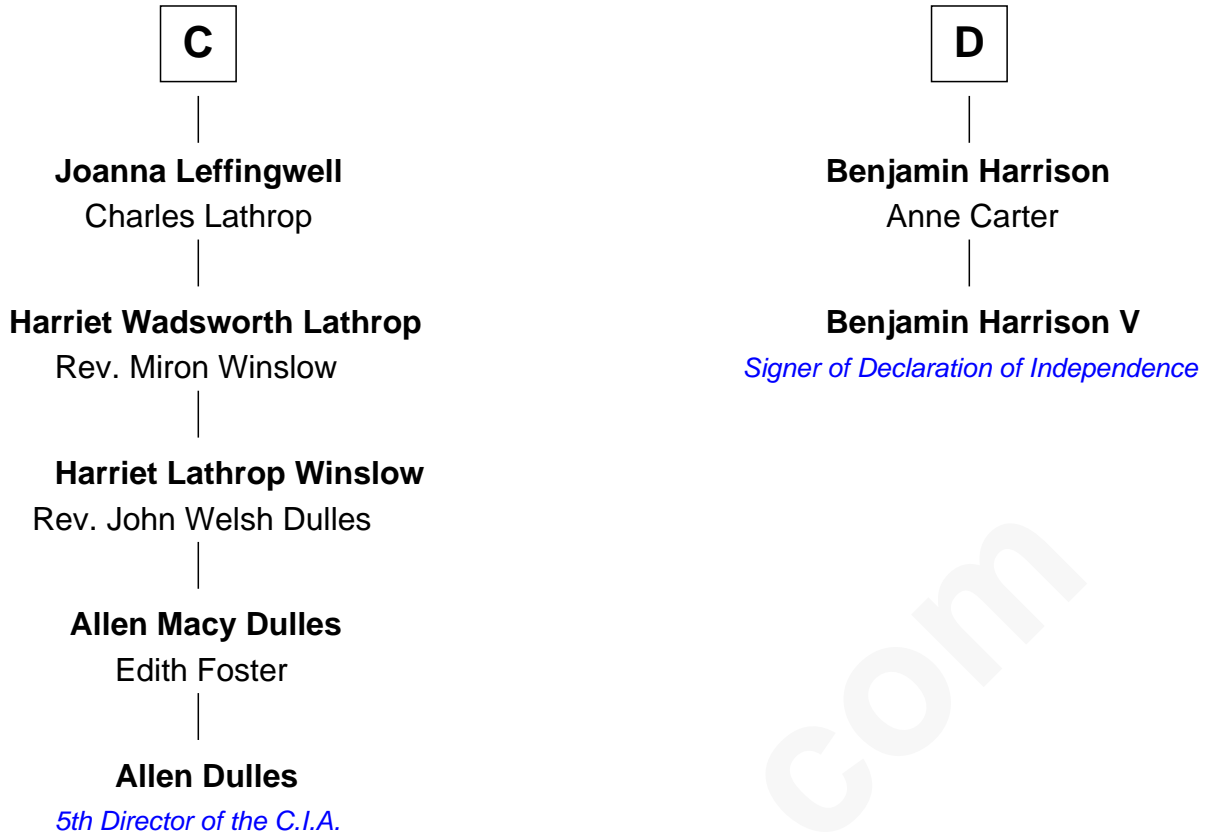 C
Joanna Leffingwell
Charles Lathrop
Harriet Wadsworth Lathrop
Rev. Miron Winslow
Harriet Lathrop Winslow
Rev. John Welsh Dulles
Allen Macy Dulles
Edith Foster
Allen Dulles
5th Director of the C.I.A.
D
Benjamin Harrison
Anne Carter
Benjamin Harrison V
Signer of Declaration of Independence
com